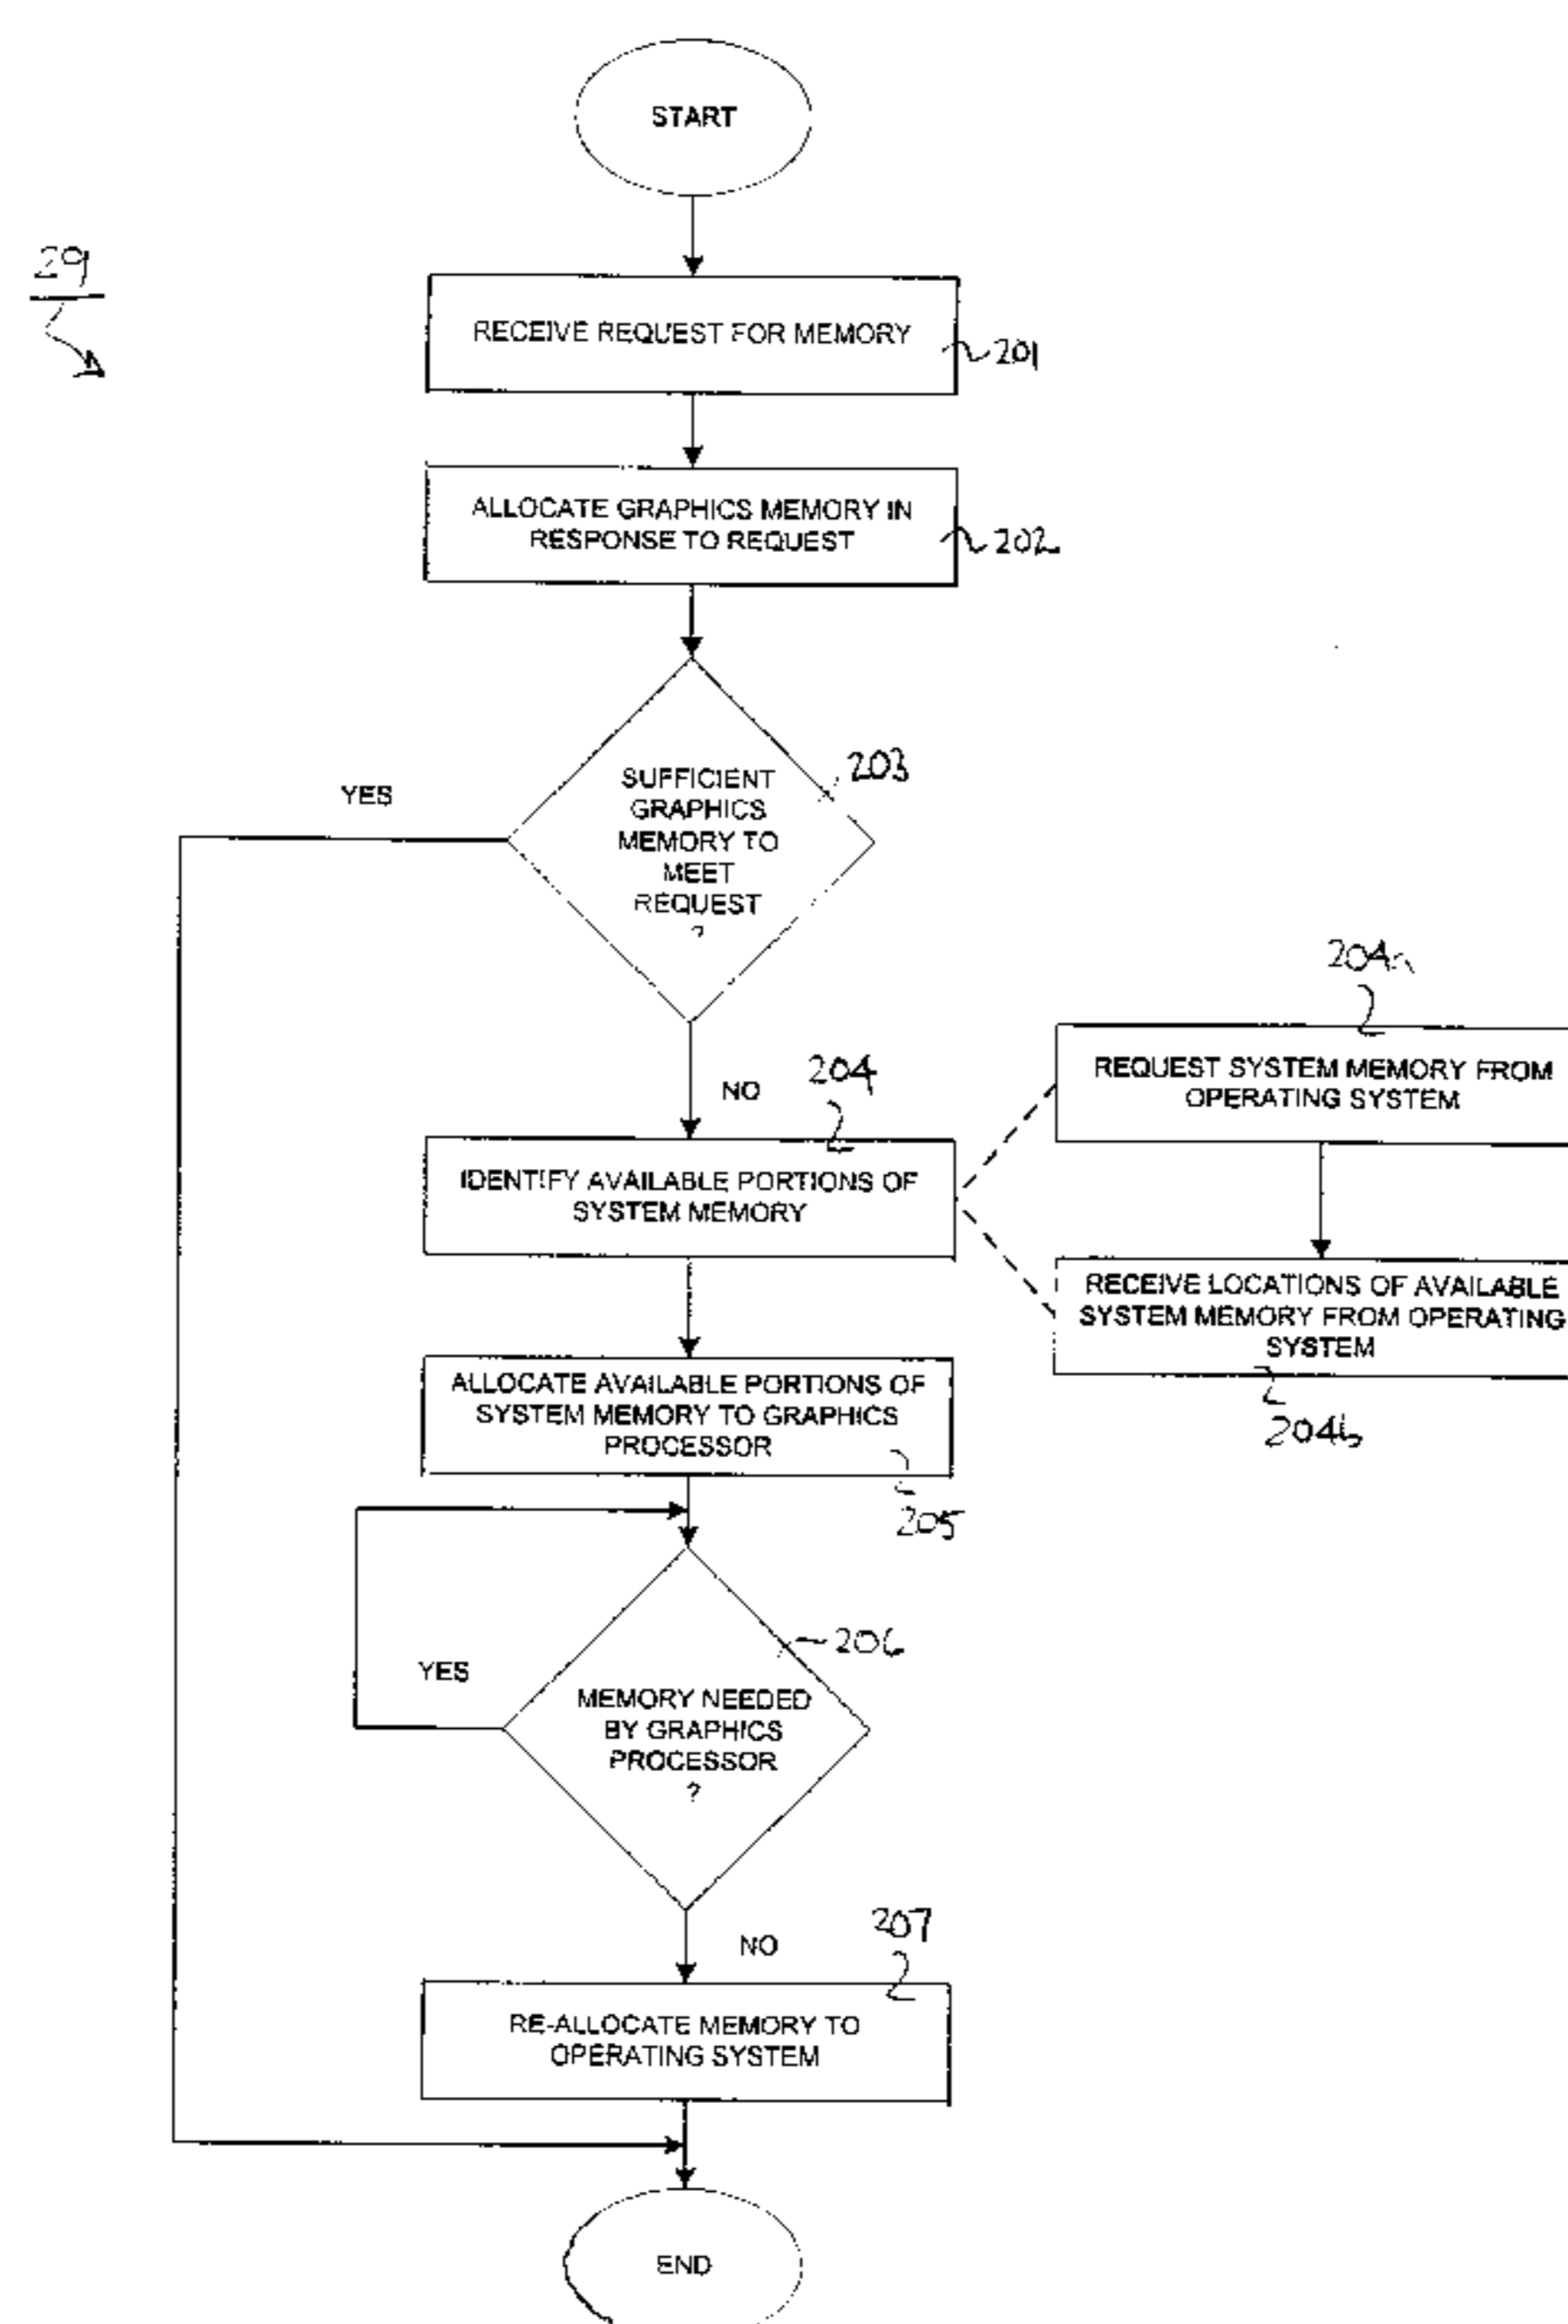 START
29
RECEIVE REQUEST FOR MEMORY
201
ALLOCATE GRAPHICS MEMORY IN
RESPONSE TO REQUEST
202
203
SUFFICIENT
GRAPHICS
MEMORY TO
MEET
REQUEST
?
YES
NO
204
IDENTIFY AVAILABLE PORTIONS OF
SYSTEM MEMORY
204a
REQUEST SYSTEM MEMORY FROM
OPERATING SYSTEM
RECEIVE LOCATIONS OF AVAILABLE
SYSTEM MEMORY FROM OPERATING
SYSTEM
204b
ALLOCATE AVAILABLE PORTIONS OF
SYSTEM MEMORY TO GRAPHICS
PROCESSOR
205
206
YES
MEMORY NEEDED
BY GRAPHICS
PROCESSOR
?
NO
207
RE-ALLOCATE MEMORY TO
OPERATING SYSTEM
END